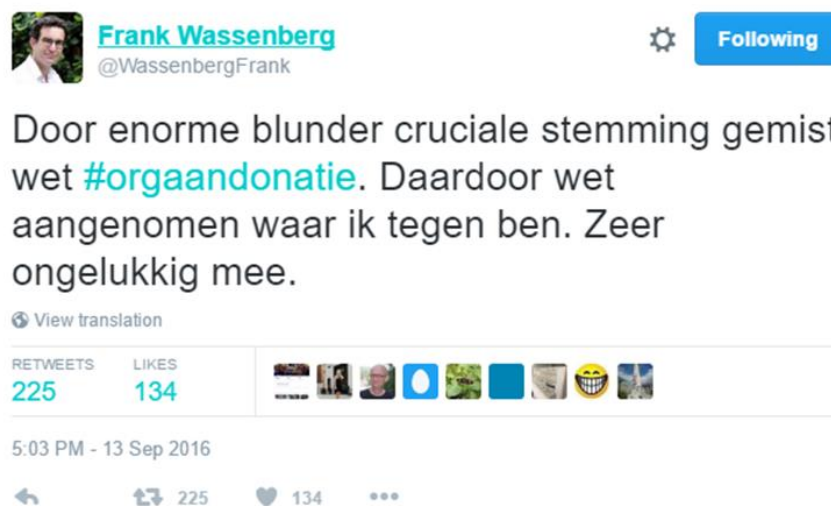 Frank Wassenberg
Following
@WassenbergFrank
Door enorme blunder cruciale stemming gemist
wet #orgaandonatie. Daardoor wet
aangenomen waar ik tegen ben. Zeer
ongelukkig mee.
View translation
RETWEETS LIKES
225 134
5:03 PM - 13 Sep 2016
225 134